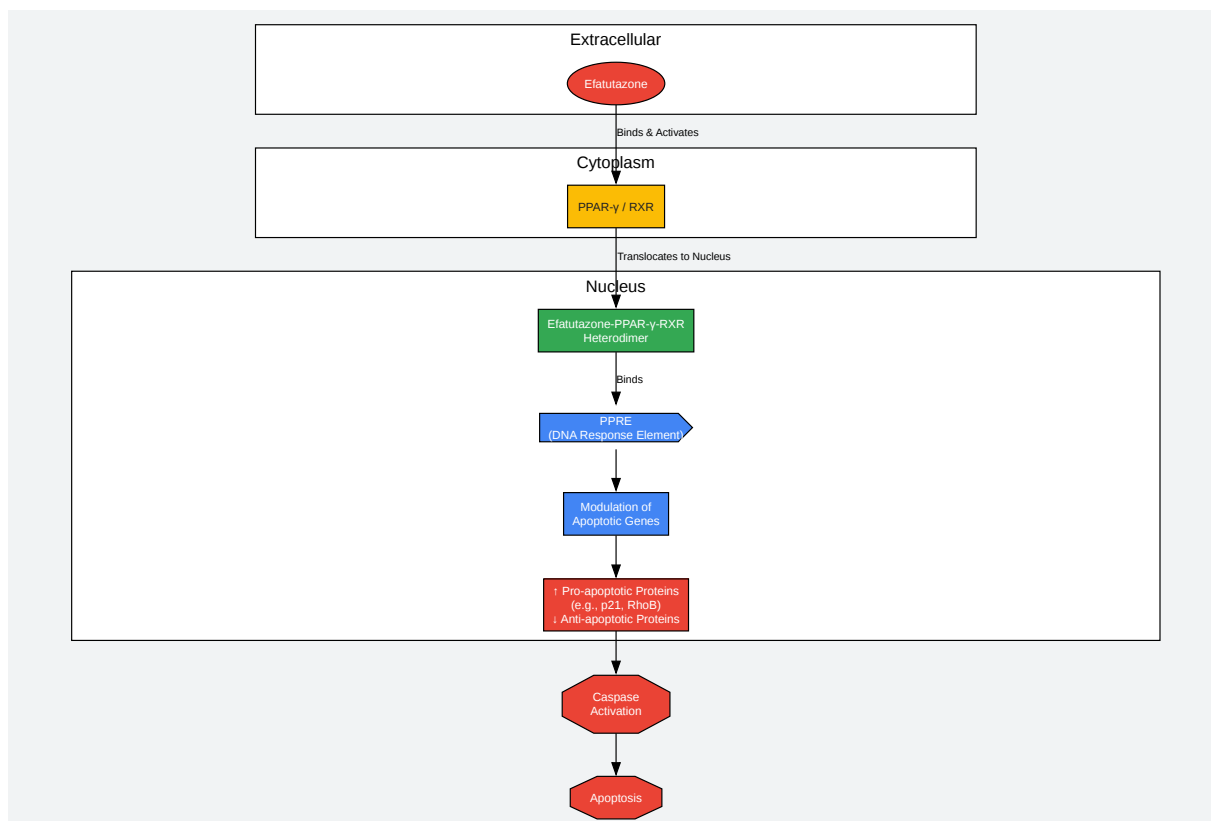 Extracellular
Efatutazone
Binds & Activates
Cytoplasm
PPAR-γ / RXR
Translocates to Nucleus
Nucleus
Efatutazone-PPAR-γ-RXR
Heterodimer
Binds
PPRE
(DNA Response Element)
Modulation of
Apoptotic Genes
↑ Pro-apoptotic Proteins
(e.g., p21, RhoB)
↓ Anti-apoptotic Proteins
Caspase
Activation
Apoptosis